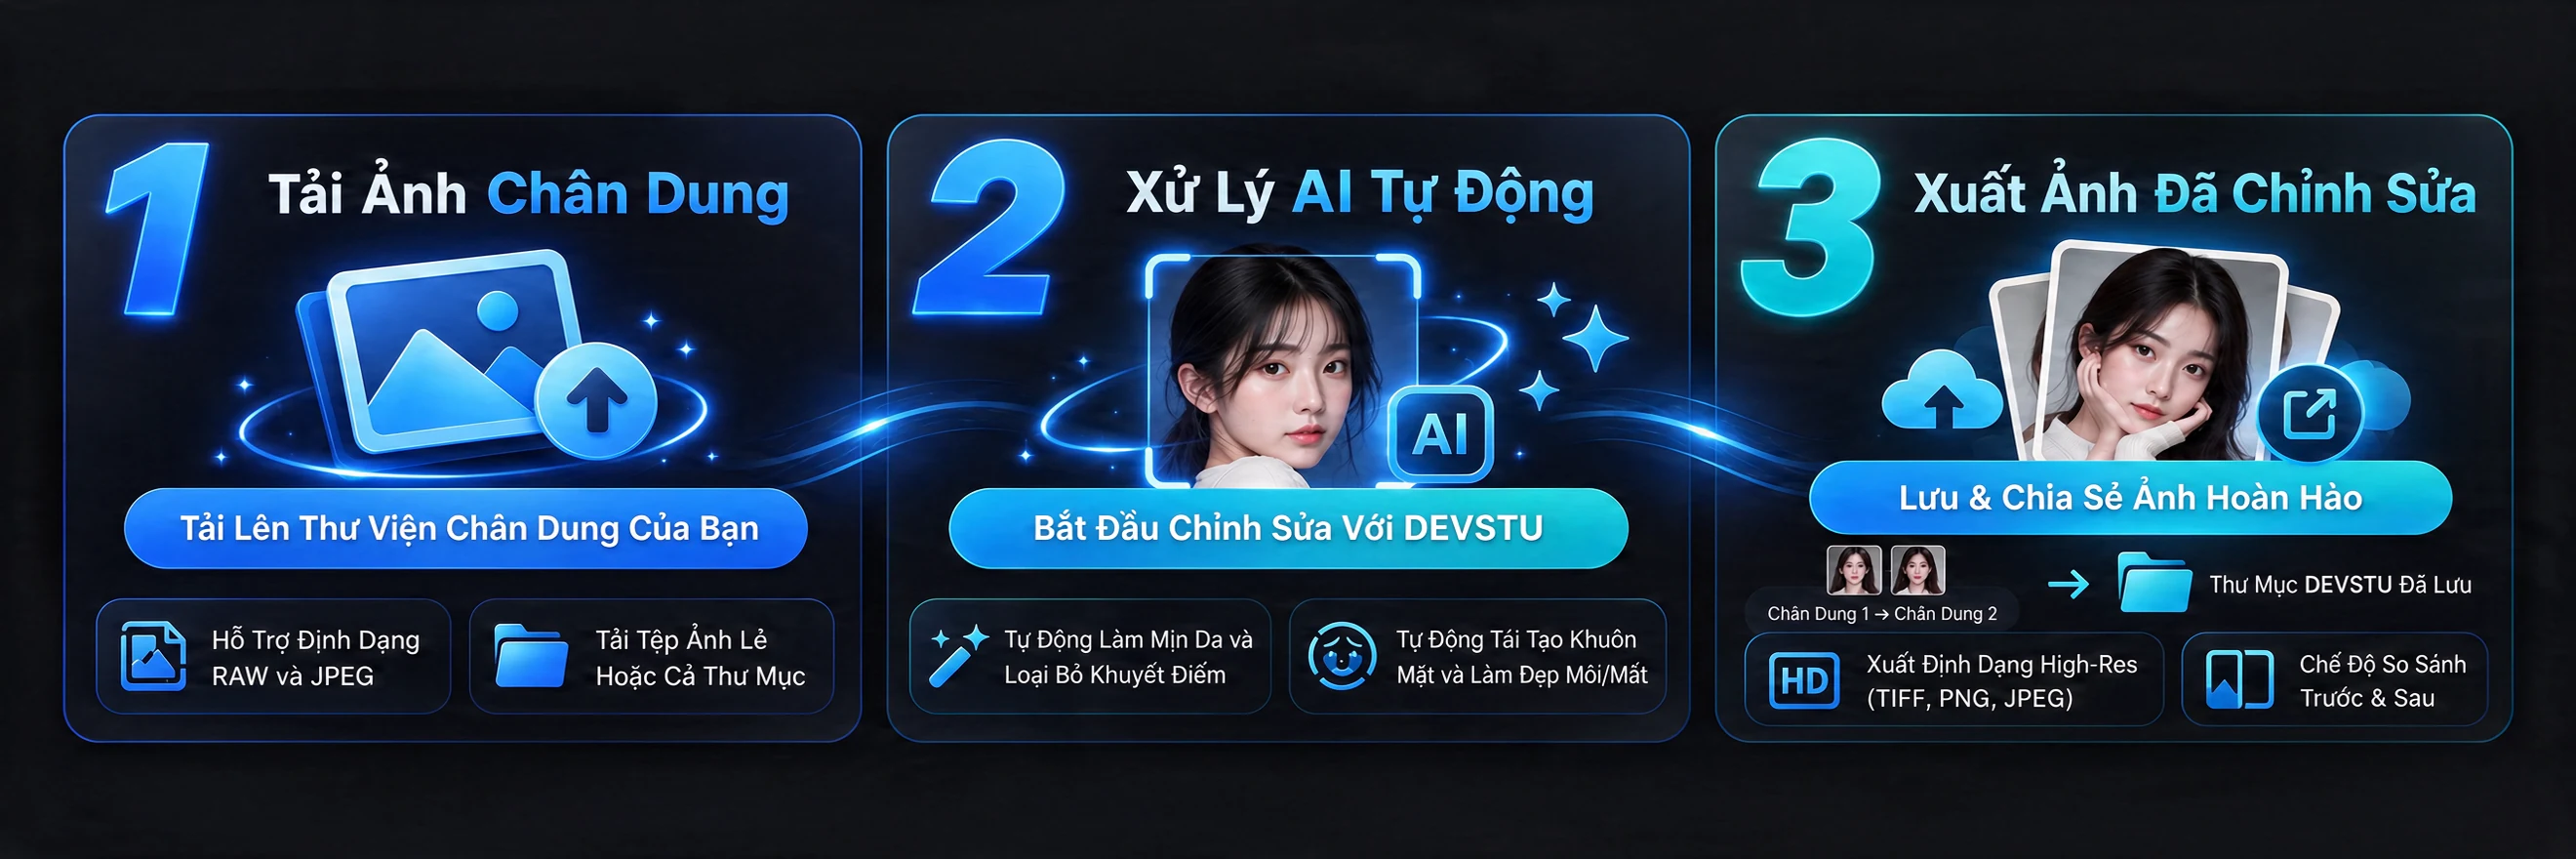 1
Tải Ảnh Chân Dung
Tải Lên Thư Viện Chân Dung Của Bạn
Hỗ Trợ Định Dạng
RAW và JPEG
Tải Tệp Ảnh Lẻ
Hoặc Cả Thư Mục
2
Xử Lý AI Tự Động
AI
Bắt Đầu Chỉnh Sửa Với DEVSTU
Tự Động Làm Mịn Da và
Loại Bỏ Khuyết Điểm
Tự Động Tái Tạo Khuôn
Mặt và Làm Đẹp Môi/Mắt
3
Xuất Ảnh Đã Chỉnh Sửa
Lưu & Chia Sẻ Ảnh Hoàn Hào
Chân Dung 1 → Chân Dung 2
Thư Mục DEVSTU Đã Lưu
HD
Xuất Định Dạng High-Res
(TIFF, PNG, JPEG)
Chế Độ So Sánh
Trước & Sau